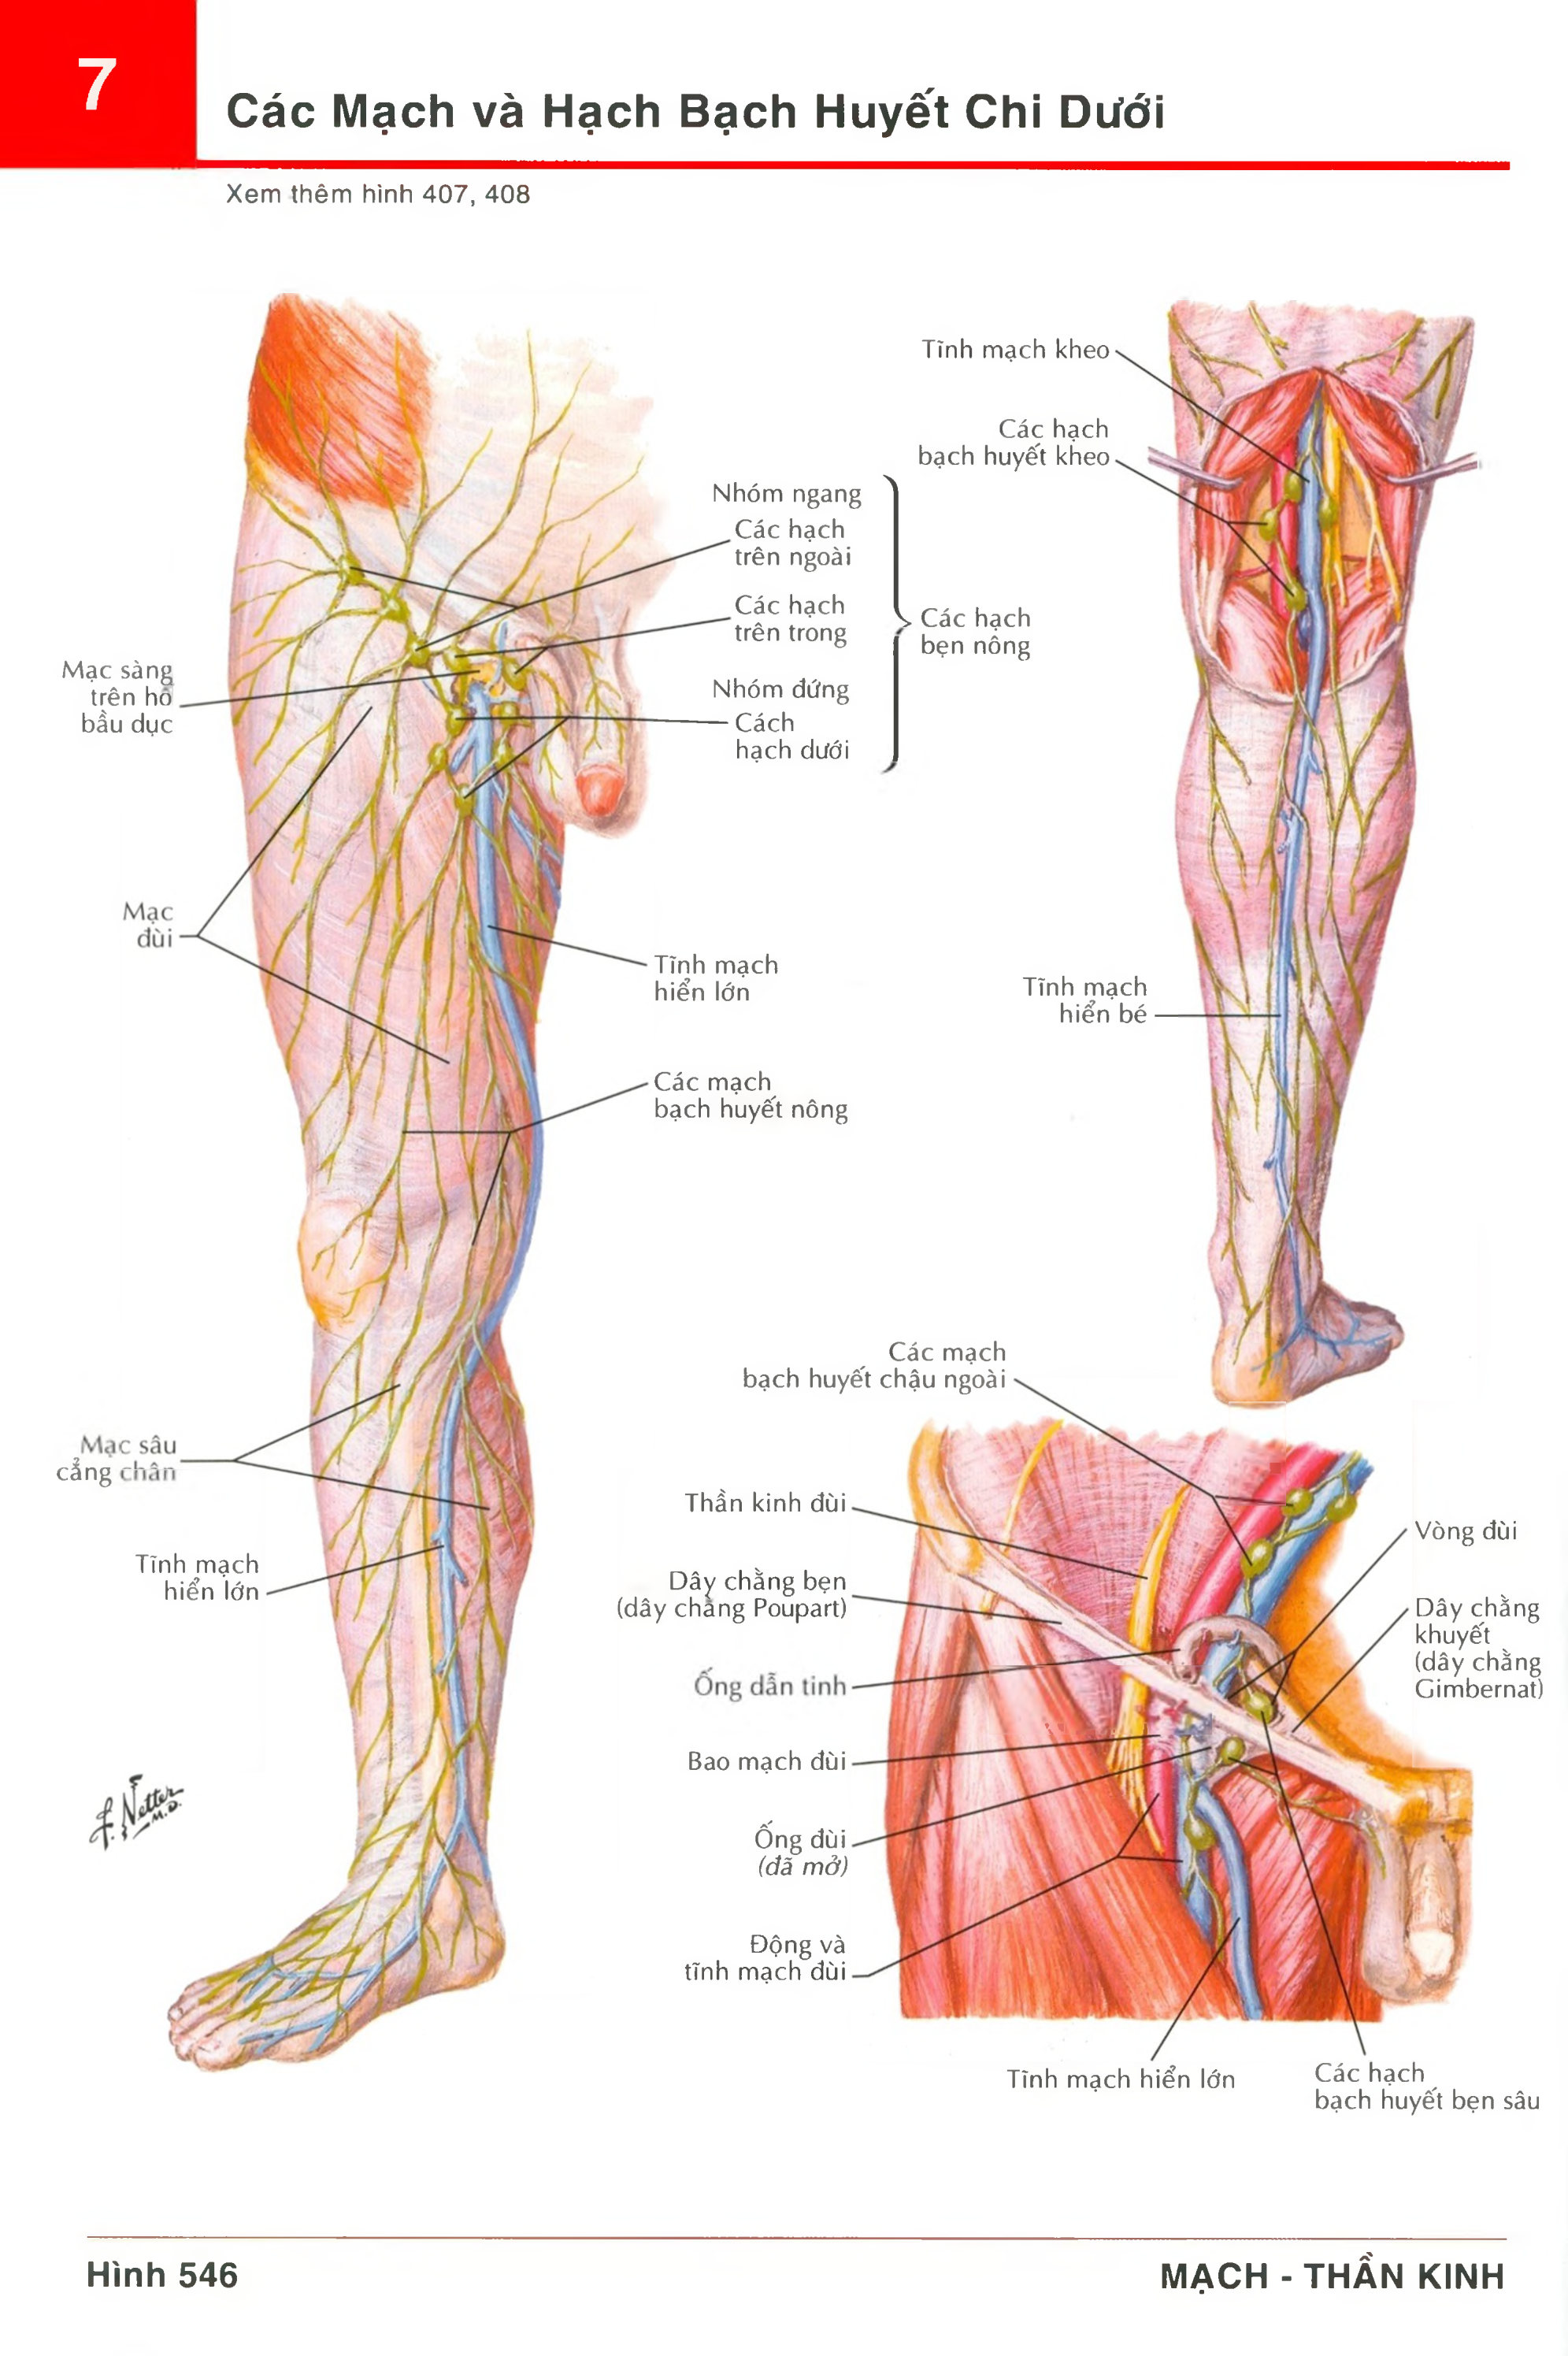 7
Các Mạch và Hạch Bạch Huyết Chi Dưới
Xem thêm hình 407, 408
Tĩnh mạch kheo
Các hạch
bạch huyết kheo
Nhóm ngang
Các hạch
trên ngoài
Các hạch
trên trong
Nhóm đứng
Cách
hạch dưới
Các hạch
bẹn nông
Mạc sàng
trên hố
bầu dục
Mạc
đùi
Tĩnh mạch
hiển lớn
Tĩnh mạch
hiển bé
Các mạch
bạch huyết nông
Mạc sâu
cẳng chân
Tĩnh mạch
hiển lớn
Các mạch
bạch huyết chậu ngoài
Thần kinh đùi
Dây chằng bẹn
(dây chằng Poupart)
Ống dẫn tinh
Bao mạch đùi
Ống đùi
(đã mở)
Động và
tĩnh mạch đùi
Vòng đùi
Dây chằng
khuyết
(dây chằng
Gimbernat)
Tĩnh mạch hiển lớn
Các hạch
bạch huyết bẹn sâu
F. Netter
M.D.
Hình 546
MẠCH - THẦN KINH